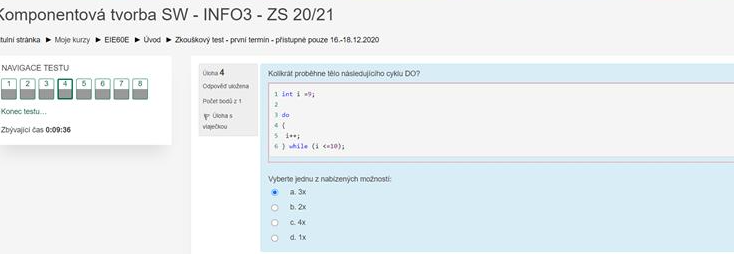 Komponentová tvorba SW - INFO3 - ZS 20/21
tulní stránka ► Moje kurzy ► EIE60E ► Úvod ► Zkouškový test - první termín - přístupné pouze 16.-18.12.2020
NAVIGACE TESTU
1 2 3 4 5 6 7 8
Konec testu...
Zbývající čas 0:09:36
Úloha 4
Odpověď uložena
Počet bodů z 1
Úloha s
vlaječkou
Kolikrát proběhne tělo následujícího cyklu DO?
1 int i =9;
2
3 do
4 {
5 i++;
6 } while (i <=10);
Vyberte jednu z nabízených možností:
a. 3x
b. 2x
c. 4x
d. 1x